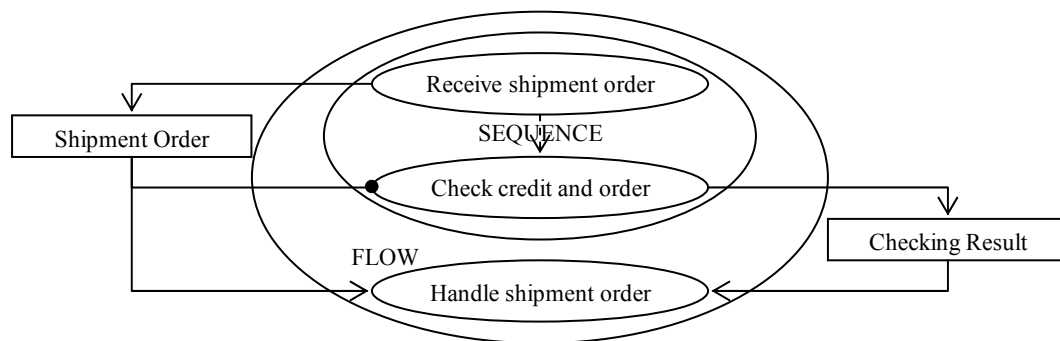 Receive shipment order
Shipment Order
SEQUENCE
Check credit and order
Checking Result
FLOW
Handle shipment order